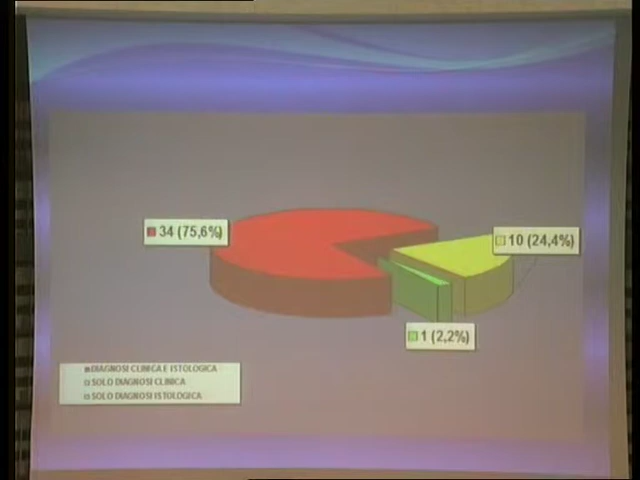 34 (75,6%)
10 (24,4%)
1 (2,2%)
DIAGNOSI CLINICA E ISTOLOGICA
SOLO DIAGNOSI CLINICA
SOLO DIAGNOSI ISTOLOGICA